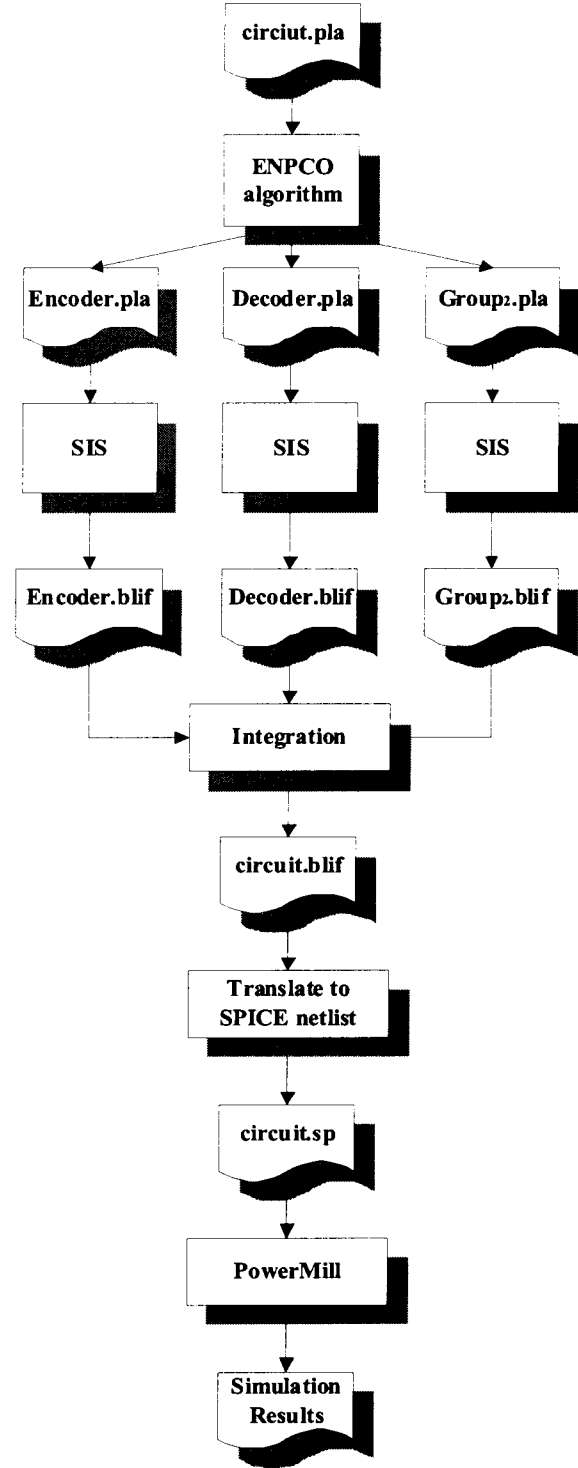 circiut.pla
ENPCO
algorithm
Encoder.pla
Decoder.pla
Group₂.pla
SIS
SIS
SIS
Encoder.blif
Decoder.blif
Group₂.blif
Integration
circuit.blif
Translate to
SPICE netlist
circuit.sp
PowerMill
Simulation
Results